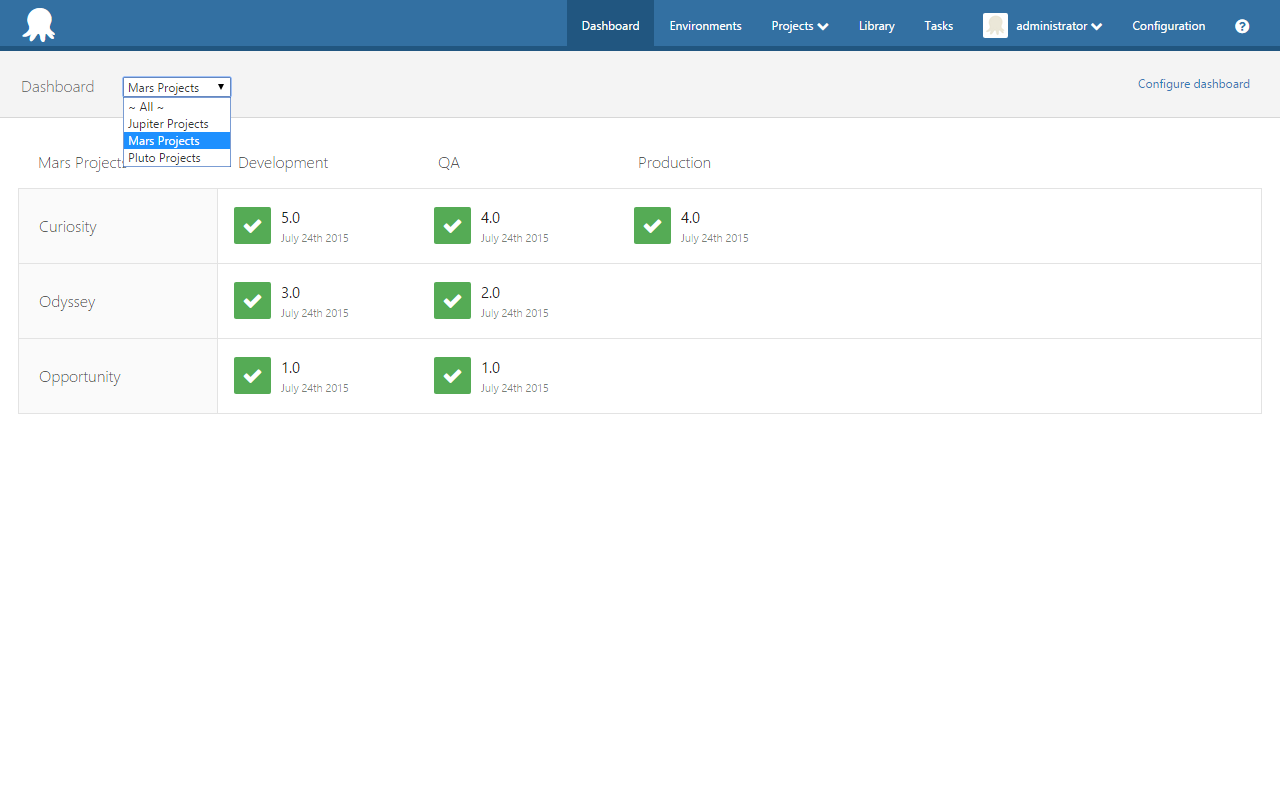 Dashboard Environments Projects Library Tasks administrator Configuration ?
Dashboard Mars Projects Configure dashboard
~ All ~
Jupiter Projects
Mars Projects
Pluto Projects
Mars Projects Development QA Production
Curiosity 5.0 4.0 4.0
July 24th 2015 July 24th 2015 July 24th 2015
Odyssey 3.0 2.0
July 24th 2015 July 24th 2015
Opportunity 1.0 1.0
July 24th 2015 July 24th 2015